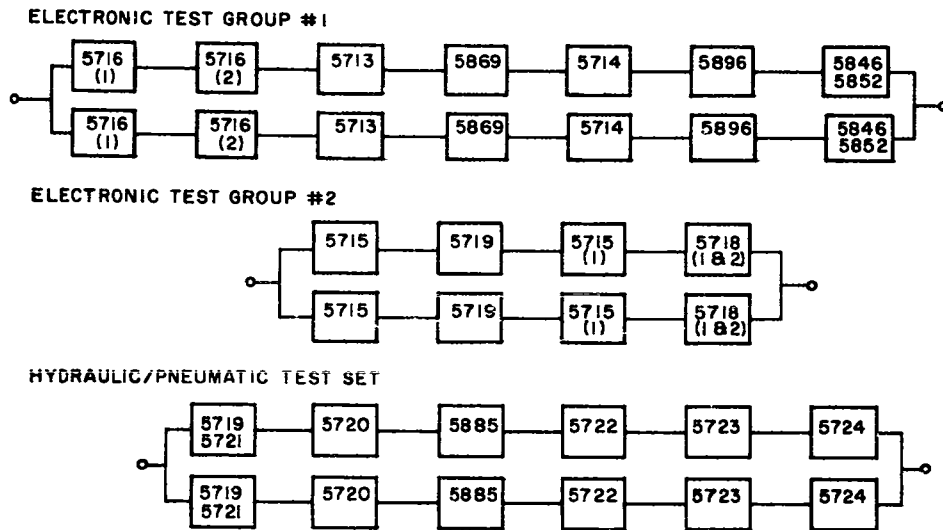 ELECTRONIC TEST GROUP #1
5716 5716 5713 5869 5714 5896 5846
(1) (2) 5852
5716 5716 5713 5869 5714 5896 5846
(1) (2) 5852
ELECTRONIC TEST GROUP #2
5715 5719 5715 5718
(1) (1 & 2)
5715 5719 5715 5718
(1) (1 & 2)
HYDRAULIC/PNEUMATIC TEST SET
5719 5720 5885 5722 5723 5724
5721
5719 5720 5885 5722 5723 5724
5721